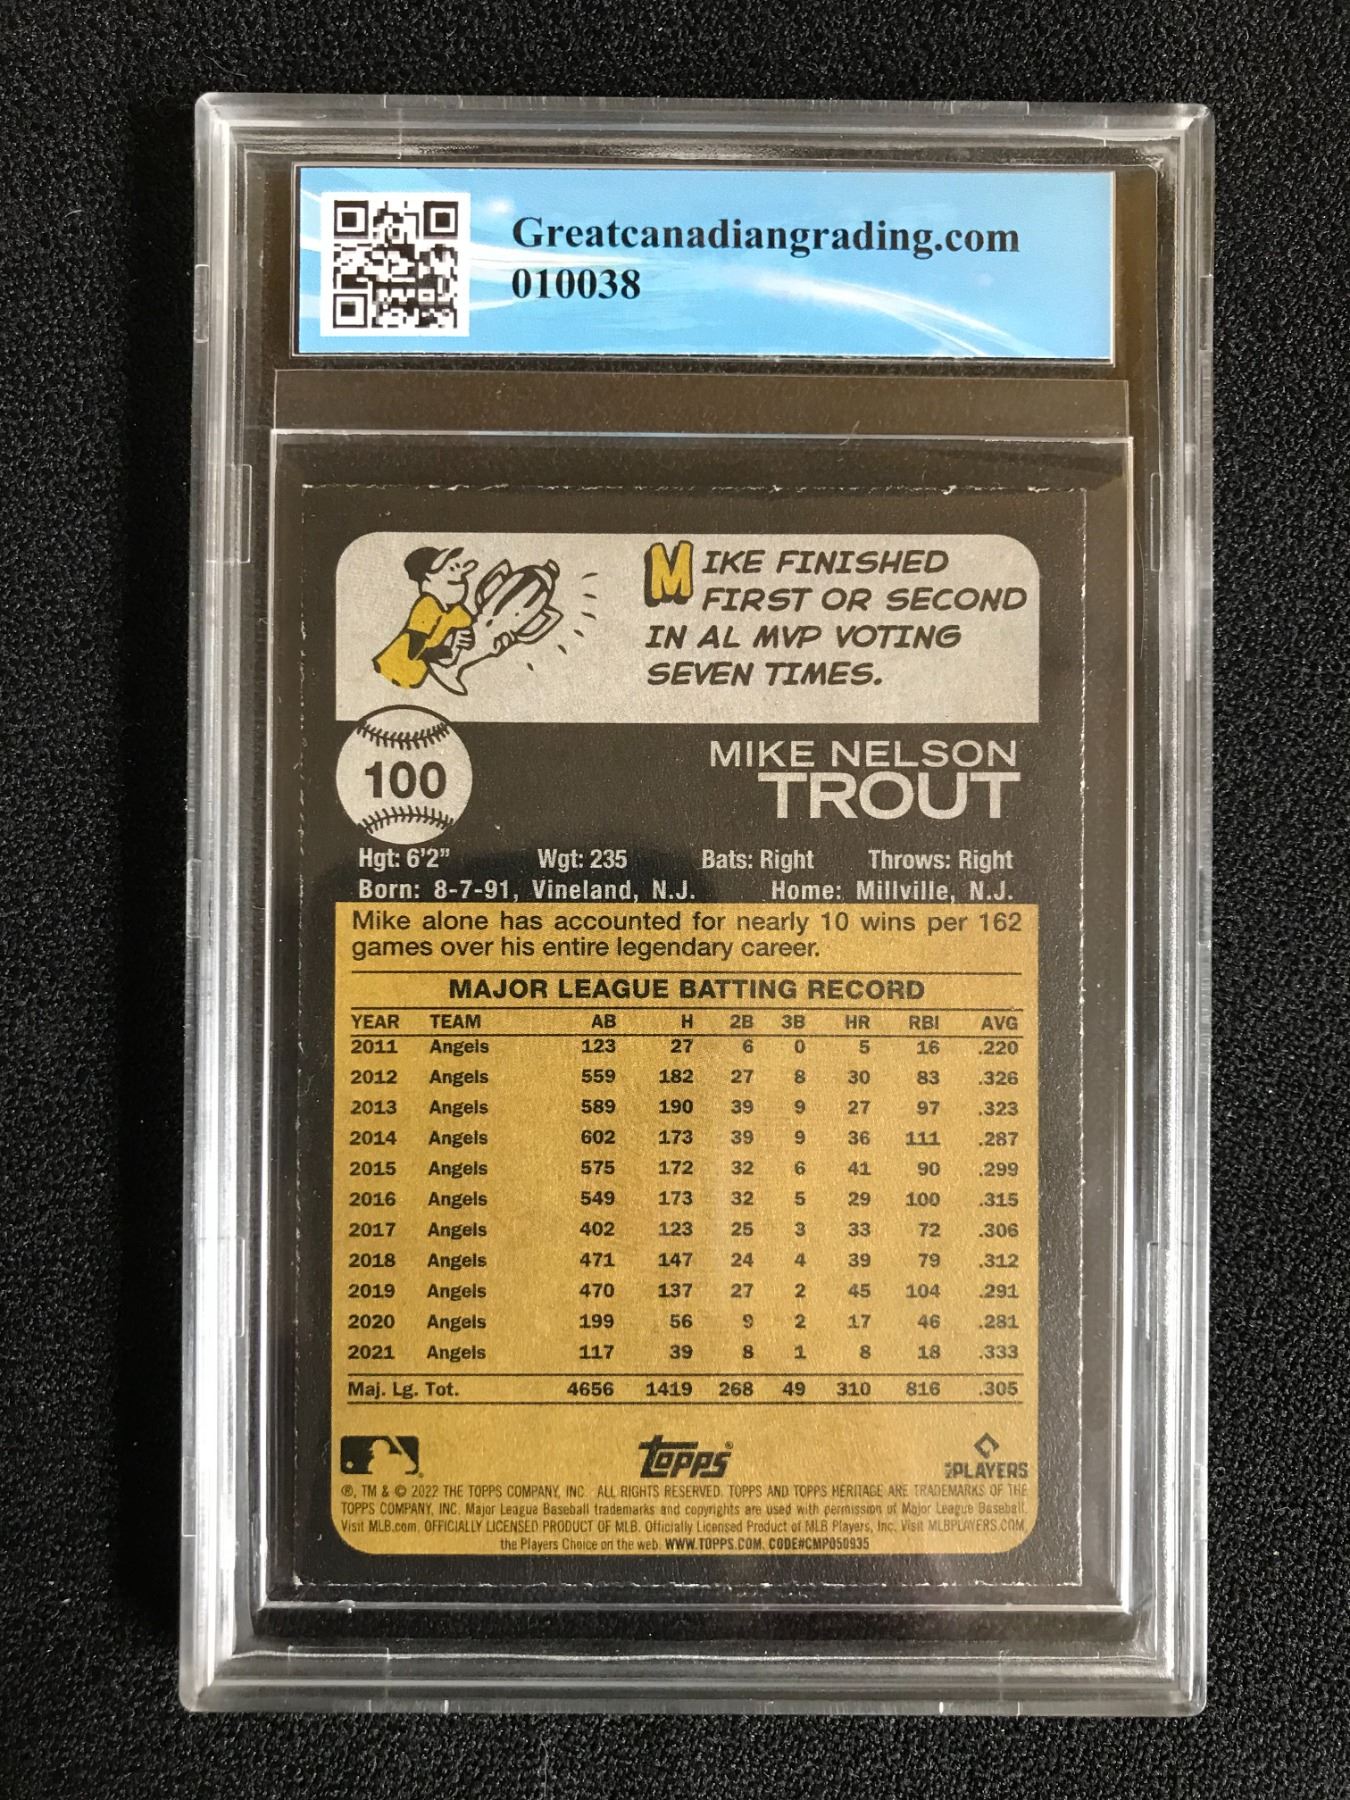 Greatcanadiangrading.com
010038
MIKE FINISHED
FIRST OR SECOND
IN AL MVP VOTING
SEVEN TIMES.
100
MIKE NELSON
TROUT
Hgt: 6'2" Wgt: 235 Bats: Right Throws: Right
Born: 8-7-91, Vineland, N.J. Home: Millville, N.J.
Mike alone has accounted for nearly 10 wins per 162
games over his entire legendary career.
MAJOR LEAGUE BATTING RECORD
YEAR TEAM AB H 2B 3B HR RBI AVG
2011 Angels 123 27 6 0 5 16 .220
2012 Angels 559 182 27 8 30 83 .326
2013 Angels 589 190 39 9 27 97 .323
2014 Angels 602 173 39 9 36 111 .287
2015 Angels 575 172 32 6 41 90 .299
2016 Angels 549 173 32 5 29 100 .315
2017 Angels 402 123 25 3 33 72 .306
2018 Angels 471 147 24 4 39 79 .312
2019 Angels 470 137 27 2 45 104 .291
2020 Angels 199 56 9 2 17 46 .281
2021 Angels 117 39 8 1 8 18 .333
Maj. Lg. Tot. 4656 1419 268 49 310 816 .305
Topps®
MLB PLAYERS
®, TM & © 2022 THE TOPPS COMPANY, INC. ALL RIGHTS RESERVED. TOPPS AND TOPPS HERITAGE ARE TRADEMARKS OF THE
TOPPS COMPANY, INC. Major League Baseball trademarks and copyrights are used with permission of Major League Baseball.
Visit MLB.com. OFFICIALLY LICENSED PRODUCT OF MLB. Officially Licensed Product of MLB Players, Inc. Visit MLBPLAYERS.COM
the Players Choice on the web. WWW.TOPPS.COM. CODE#CMP050935